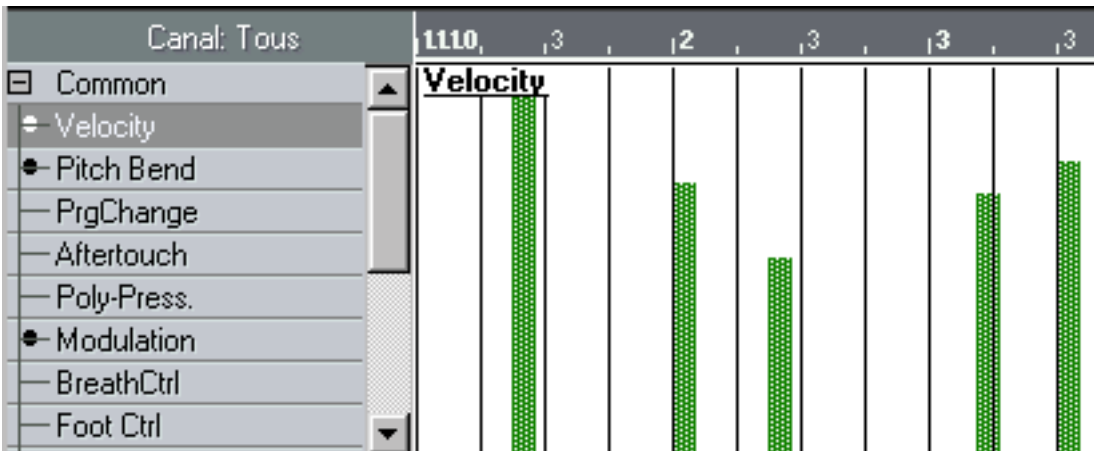 Canal: Tous
1.1.1.0 3 2 3 3 3
Velocity
Common
Velocity
Pitch Bend
PrgChange
Aftertouch
Poly-Press.
Modulation
BreathCtrl
Foot Ctrl